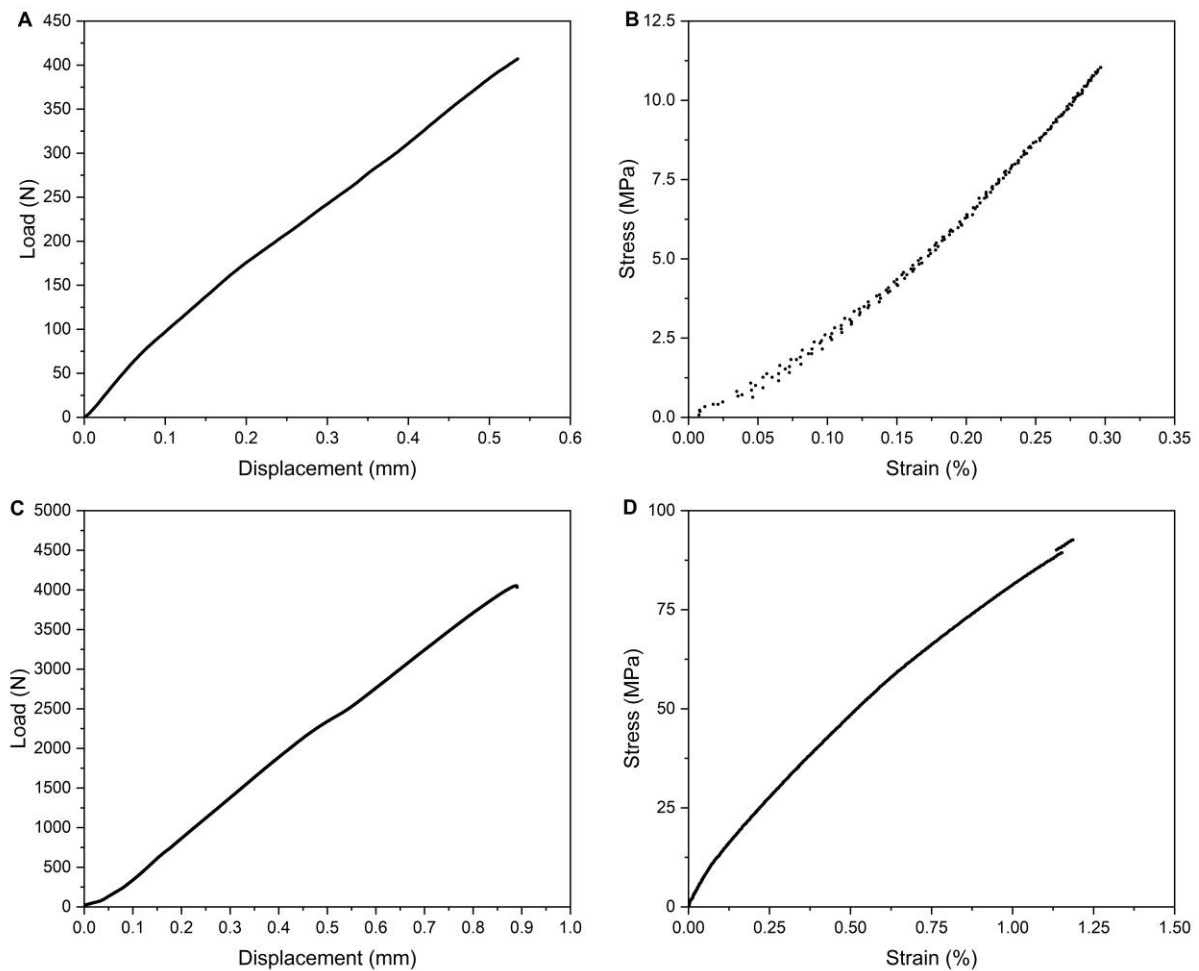 A
450
400
350
300
250
200
150
100
50
0
0.0 0.1 0.2 0.3 0.4 0.5 0.6
Load (N)
Displacement (mm)
B
12.5
10.0
7.5
5.0
2.5
0.0
0.00 0.05 0.10 0.15 0.20 0.25 0.30 0.35
Stress (MPa)
Strain (%)
C
5000
4500
4000
3500
3000
2500
2000
1500
1000
500
0
0.0 0.1 0.2 0.3 0.4 0.5 0.6 0.7 0.8 0.9 1.0
Load (N)
Displacement (mm)
D
100
75
50
25
0
0.00 0.25 0.50 0.75 1.00 1.25 1.50
Stress (MPa)
Strain (%)